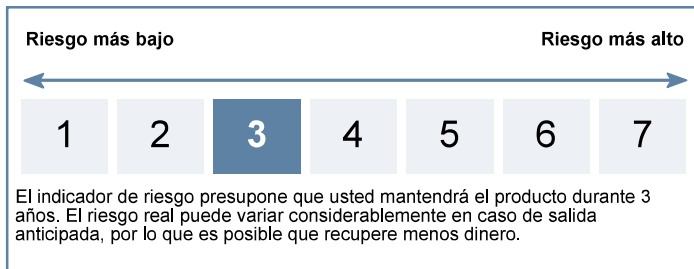 Riesgo más bajo Riesgo más alto
1 2 3 4 5 6 7
El indicador de riesgo presupone que usted mantendrá el producto durante 3
años. El riesgo real puede variar considerablemente en caso de salida
anticipada, por lo que es posible que recupere menos dinero.